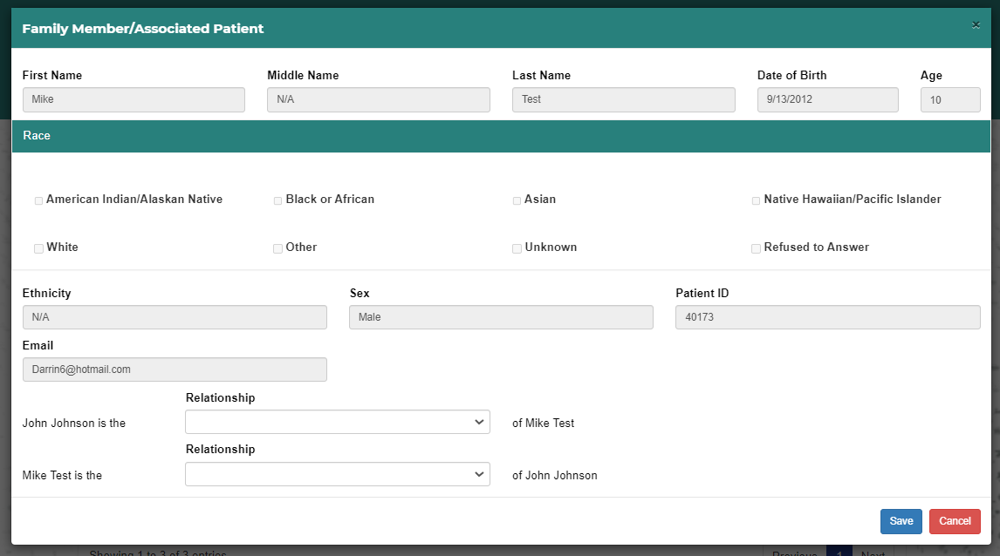 Family Member/Associated Patient ×
First Name Middle Name Last Name Date of Birth Age
Mike N/A Test 9/13/2012 10
Race
American Indian/Alaskan Native Black or African Asian Native Hawaiian/Pacific Islander
White Other Unknown Refused to Answer
Ethnicity Sex Patient ID
N/A Male 40173
Email
Darrin6@hotmail.com
Relationship
John Johnson is the of Mike Test
Relationship
Mike Test is the of John Johnson
Save Cancel
Showing 1 to 3 of 3 entries Previous 1 Next